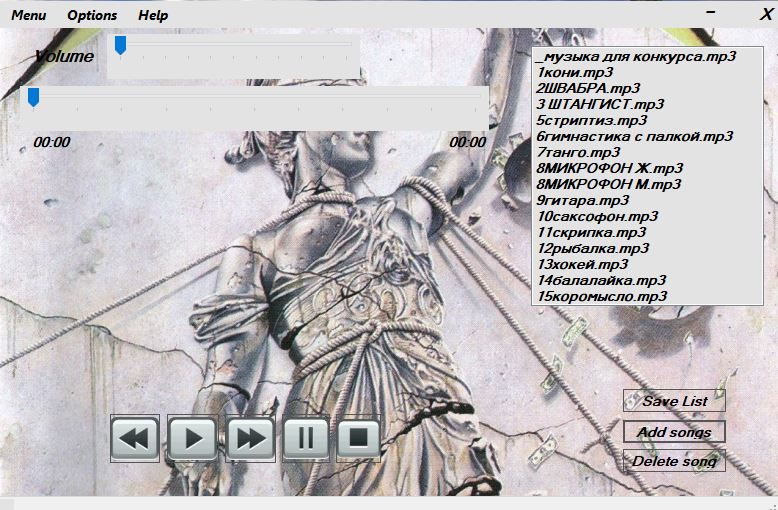 Menu Options Help – X
Volume
00:00 00:00
_музыка для конкурса.mp3
1кони.mp3
2ШВАБРА.mp3
3 ШТАНГИСТ.mp3
5стриптиз.mp3
6гимнастика с палкой.mp3
7танго.mp3
8МИКРОФОН Ж.mp3
8МИКРОФОН М.mp3
9гитара.mp3
10саксофон.mp3
11скрипка.mp3
12рыбалка.mp3
13хокей.mp3
14балалайка.mp3
15коромысло.mp3
Save List
Add songs
Delete song